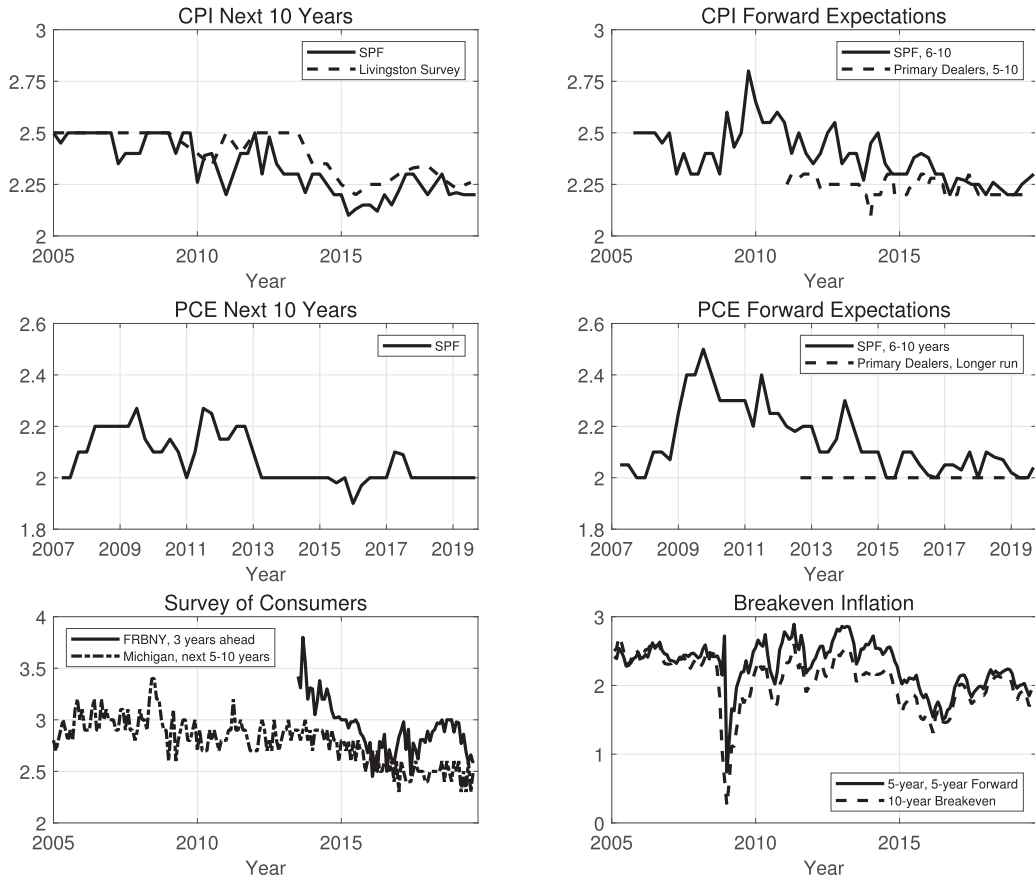 CPI Next 10 Years
3
2.75
2.5
2.25
2
2005
2010
2015
Year
SPF
Livingston Survey
CPI Forward Expectations
3
2.75
2.5
2.25
2
2005
2010
2015
Year
SPF, 6-10
Primary Dealers, 5-10
PCE Next 10 Years
2.6
2.4
2.2
2
1.8
2007
2009
2011
2013
2015
2017
2019
Year
SPF
PCE Forward Expectations
2.6
2.4
2.2
2
1.8
2007
2009
2011
2013
2015
2017
2019
Year
SPF, 6-10 years
Primary Dealers, Longer run
Survey of Consumers
4
3.5
3
2.5
2
2005
2010
2015
Year
FRBNY, 3 years ahead
Michigan, next 5-10 years
Breakeven Inflation
3
2
1
0
2005
2010
2015
Year
5-year, 5-year Forward
10-year Breakeven